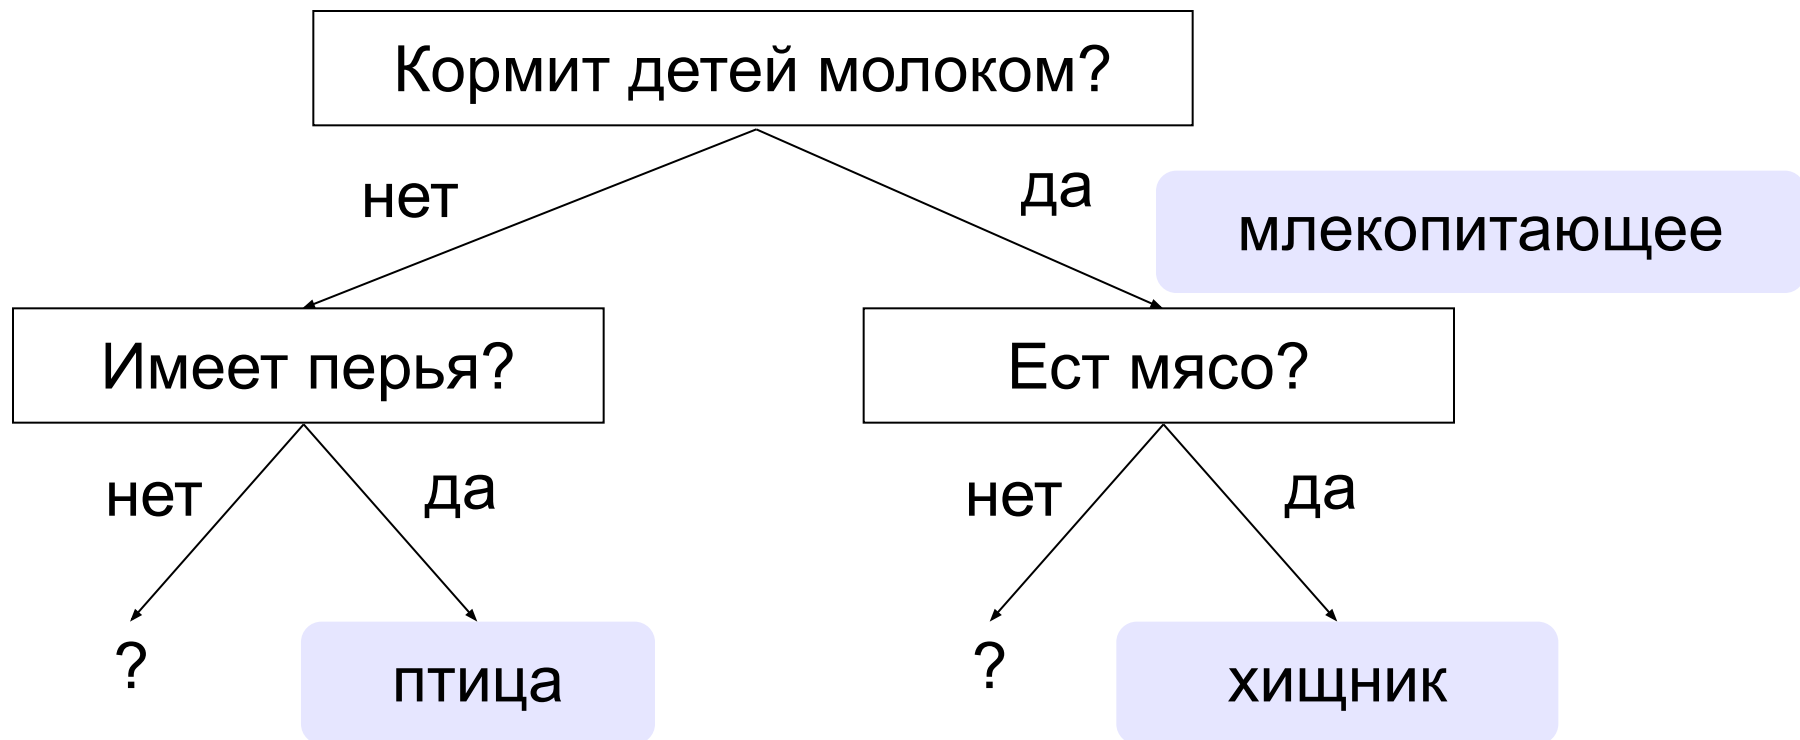 Кормит детей молоком?
нет
да
млекопитающее
Имеет перья?
Ест мясо?
нет
да
нет
да
?
птица
?
хищник